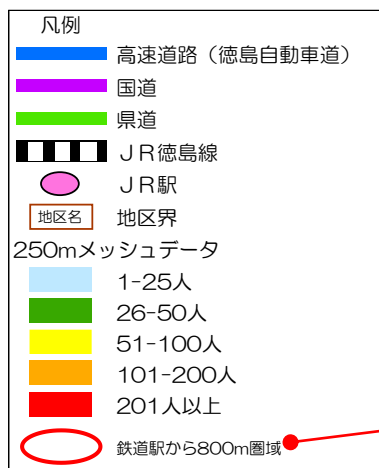 凡例
高速道路（徳島自動車道）
国道
県道
ＪＲ徳島線
ＪＲ駅
地区名 地区界
250mメッシュデータ
1-25人
26-50人
51-100人
101-200人
201人以上
鉄道駅から800m圏域